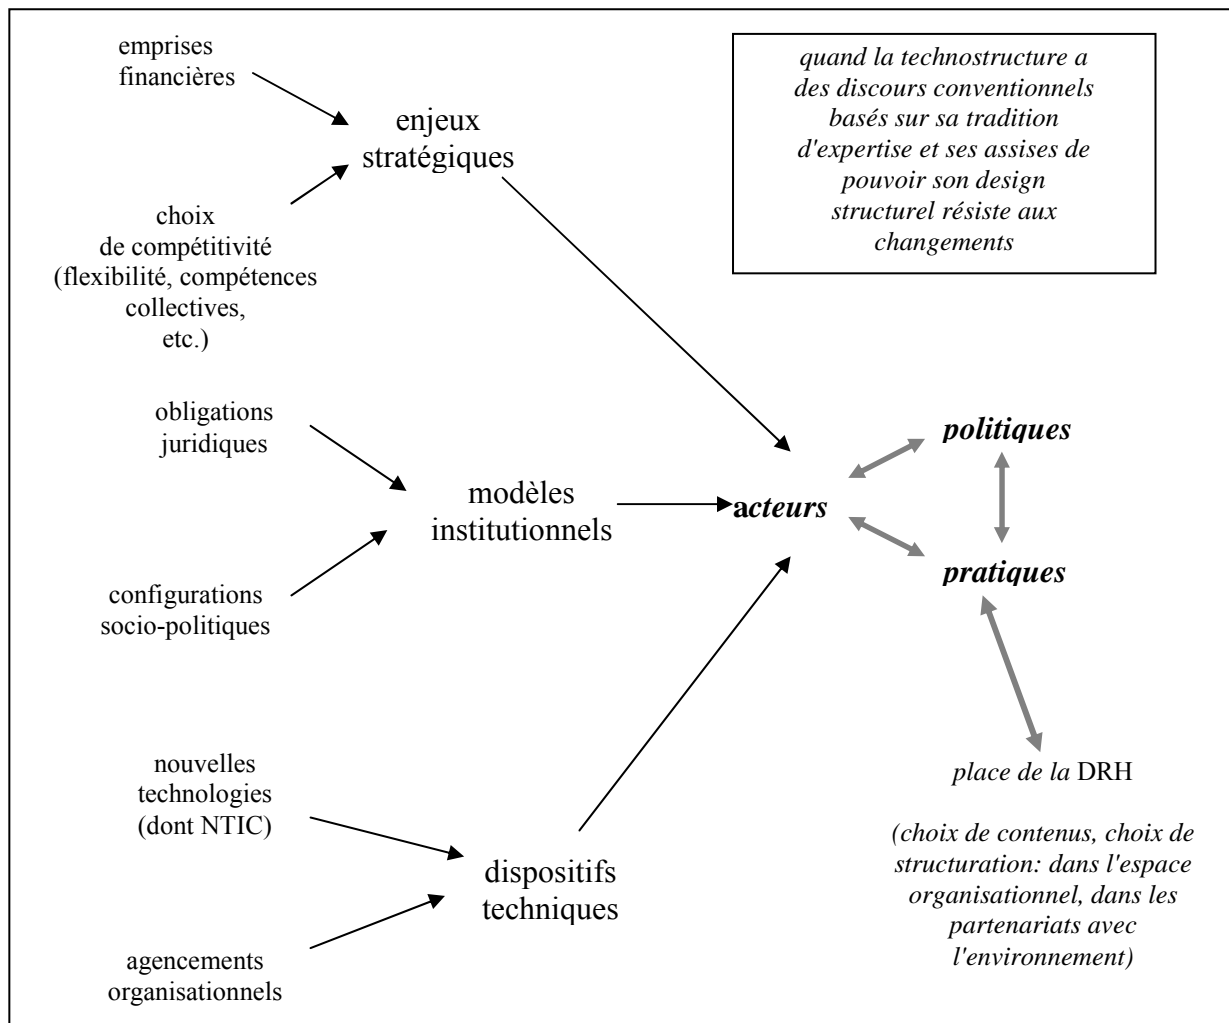 emprises
financières
enjeux
stratégiques
choix
de compétitivité
(flexibilité, compétences
collectives,
etc.)
quand la technostructure a
des discours conventionnels
basés sur sa tradition
d'expertise et ses assises de
pouvoir son design
structurel résiste aux
changements
obligations
juridiques
modèles
institutionnels
configurations
socio-politiques
acteurs
politiques
pratiques
nouvelles
technologies
(dont NTIC)
dispositifs
techniques
agencements
organisationnels
place de la DRH
(choix de contenus, choix de
structuration: dans l'espace
organisationnel, dans les
partenariats avec
l'environnement)